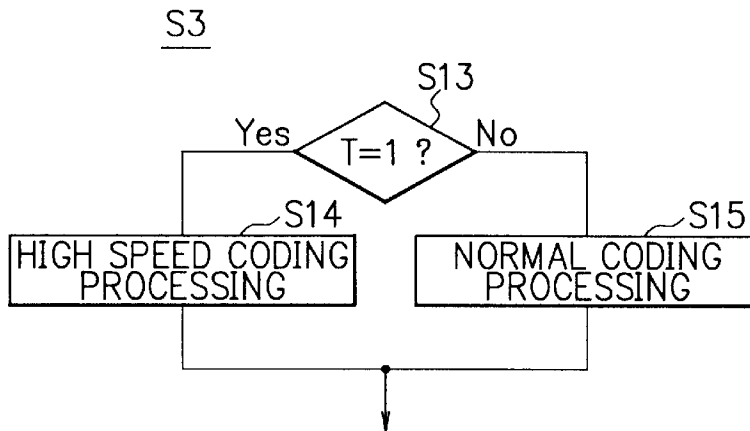 S3
S13
Yes
T=1 ?
No
S14
S15
HIGH SPEED CODING
PROCESSING
NORMAL CODING
PROCESSING